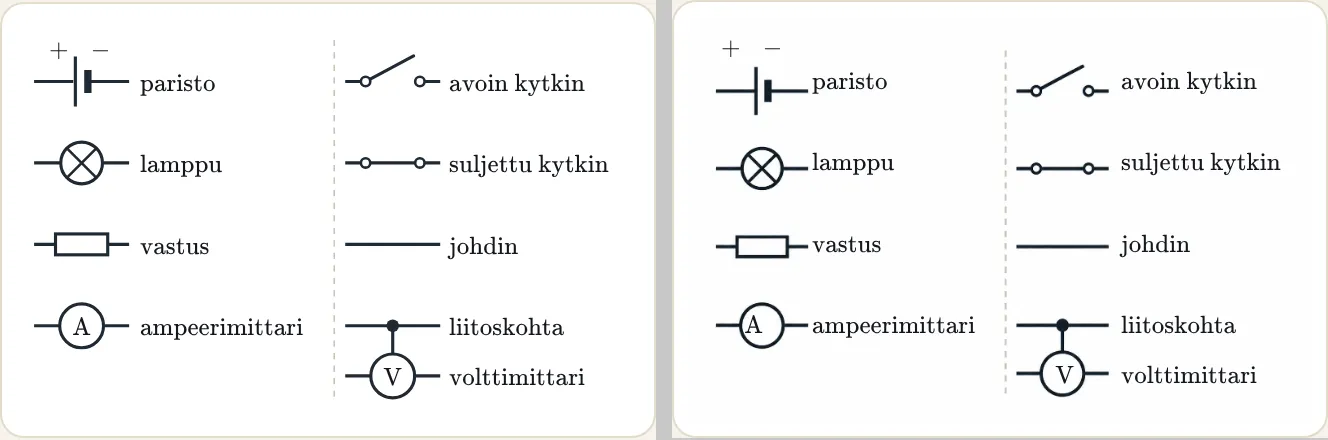 + −
paristo
lamppu
vastus
A ampeerimittari
avoin kytkin
suljettu kytkin
johdin
liitoskohta
V volttimittari
+ −
paristo
lamppu
vastus
A ampeerimittari
avoin kytkin
suljettu kytkin
johdin
liitoskohta
V volttimittari